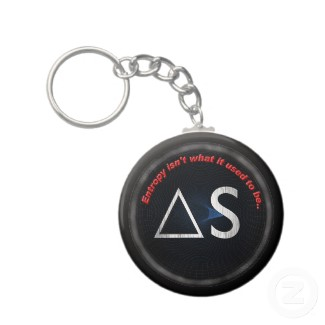 Entropy isn't what it used to be..
ΔS
Z